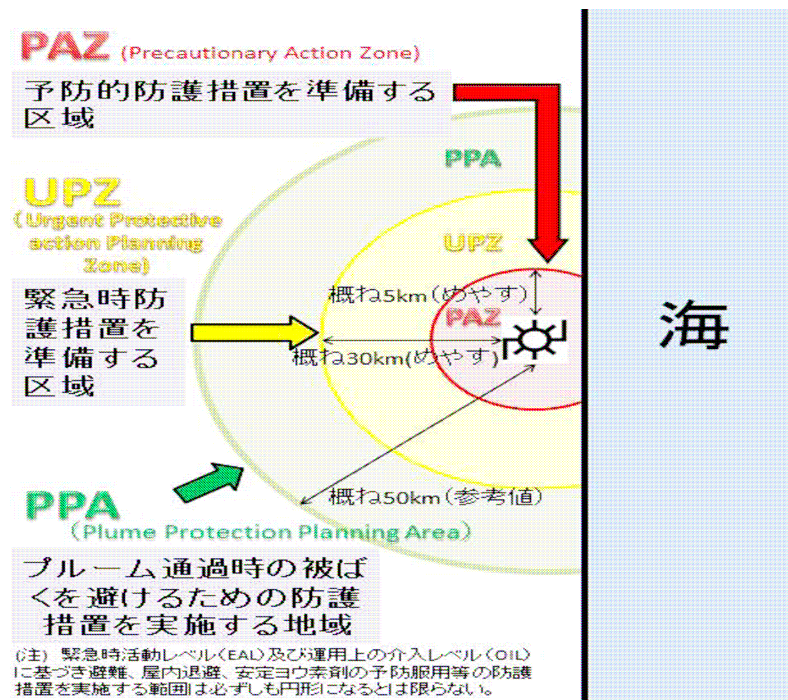 PAZ (Precautionary Action Zone)
予防的防護措置を準備する
区域
PPA
UPZ
(Urgent Protective
action Planning
Zone)
UPZ
緊急時防
護措置を
準備する
区域
概ね5km(めやす)
PAZ
概ね30km(めやす)
海
概ね50km(参考値)
PPA
(Plume Protection Planning Area)
プルーム通過時の被ば
くを避けるための防護
措置を実施する地域
(注) 緊急時活動レベル(EAL)及び運用上の介入レベル(OIL)
に基づき避難、屋内退避、安定ヨウ素剤の予防服用等の防護
措置を実施する範囲は必ずしも円形になるとは限らない。